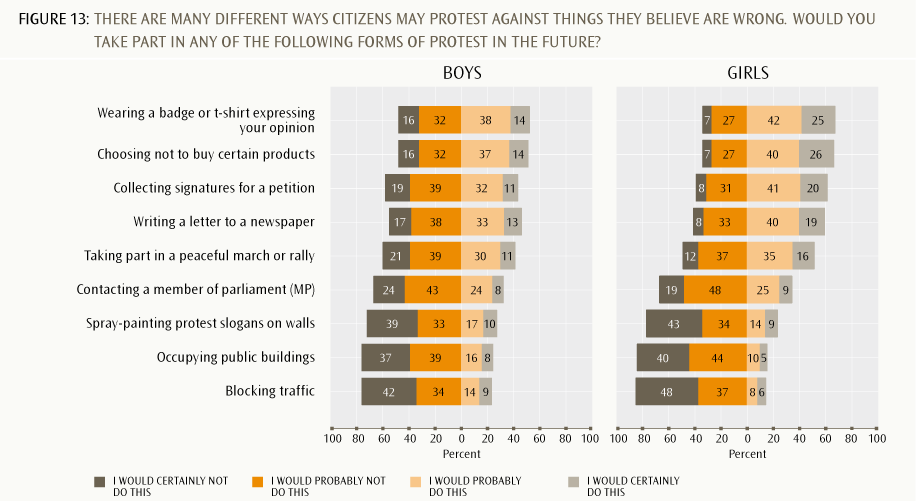 FIGURE 13: THERE ARE MANY DIFFERENT WAYS CITIZENS MAY PROTEST AGAINST THINGS THEY BELIEVE ARE WRONG. WOULD YOU
TAKE PART IN ANY OF THE FOLLOWING FORMS OF PROTEST IN THE FUTURE?
BOYS GIRLS
Wearing a badge or t-shirt expressing
your opinion
16 32 38 14 7 27 42 25
Choosing not to buy certain products 16 32 37 14 7 27 40 26
Collecting signatures for a petition 19 39 32 11 8 31 41 20
Writing a letter to a newspaper 17 38 33 13 8 33 40 19
Taking part in a peaceful march or rally 21 39 30 11 12 37 35 16
Contacting a member of parliament (MP) 24 43 24 8 19 48 25 9
Spray-painting protest slogans on walls 39 33 17 10 43 34 14 9
Occupying public buildings 37 39 16 8 40 44 10 5
Blocking traffic 42 34 14 9 48 37 8 6
100 80 60 40 20 0 20 40 60 80 100 100 80 60 40 20 0 20 40 60 80 100
Percent Percent
I WOULD CERTAINLY NOT
DO THIS
I WOULD PROBABLY NOT
DO THIS
I WOULD PROBABLY
DO THIS
I WOULD CERTAINLY
DO THIS